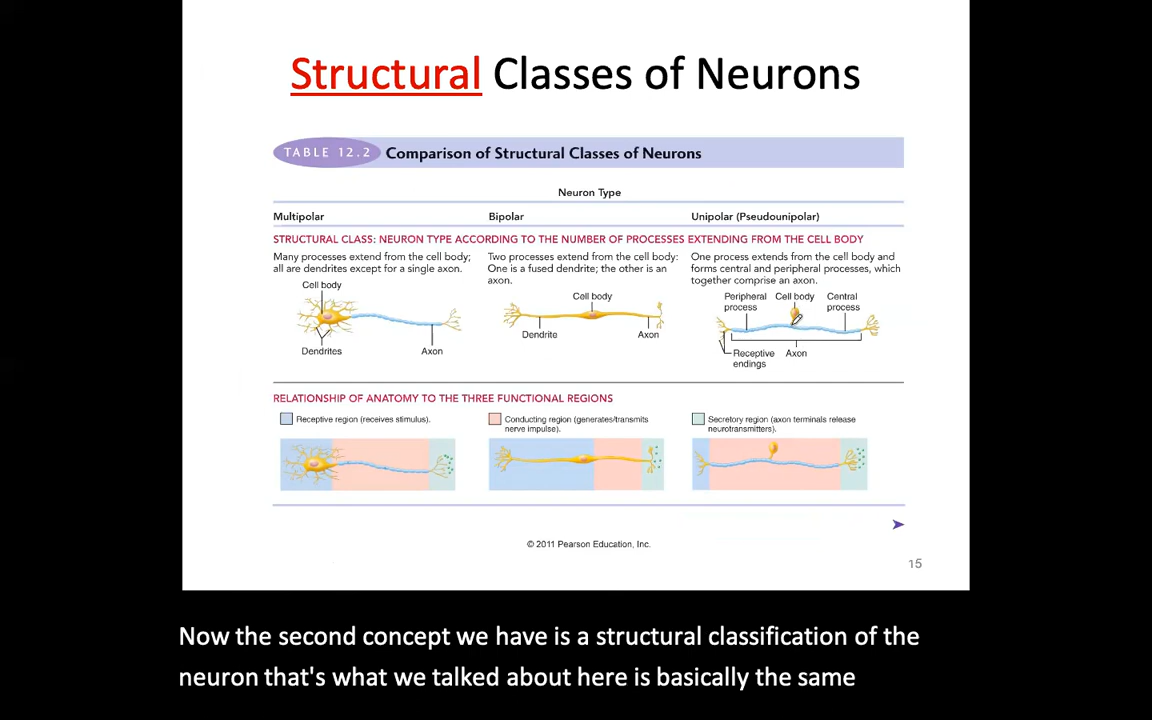 Structural Classes of Neurons
TABLE 12.2 Comparison of Structural Classes of Neurons
Neuron Type
Multipolar Bipolar Unipolar (Pseudounipolar)
STRUCTURAL CLASS: NEURON TYPE ACCORDING TO THE NUMBER OF PROCESSES EXTENDING FROM THE CELL BODY
Many processes extend from the cell body;
all are dendrites except for a single axon.
Cell body
Dendrites
Axon
Two processes extend from the cell body:
One is a fused dendrite; the other is an
axon.
Cell body
Dendrite
Axon
One process extends from the cell body and
forms central and peripheral processes, which
together comprise an axon.
Peripheral
process
Cell body
Central
process
Receptive
endings
Axon
RELATIONSHIP OF ANATOMY TO THE THREE FUNCTIONAL REGIONS
Receptive region (receives stimulus).
Conducting region (generates/transmits
nerve impulse).
Secretory region (axon terminals release
neurotransmitters).
© 2011 Pearson Education, Inc.
15
Now the second concept we have is a structural classification of the
neuron that's what we talked about here is basically the same